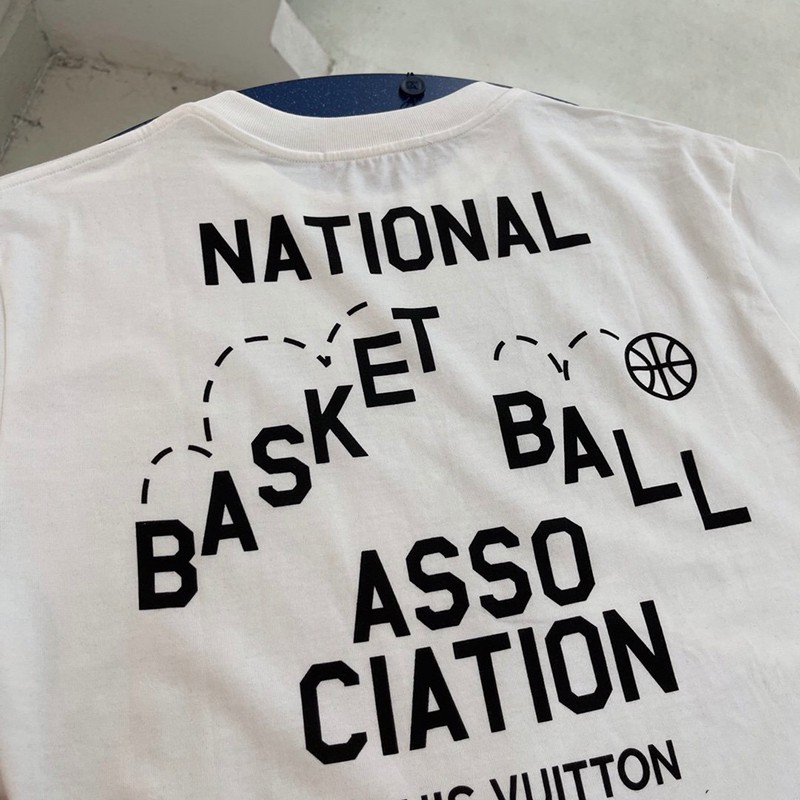 NATIONAL
BASKET BALL
ASSO
CIATION
VUITTON